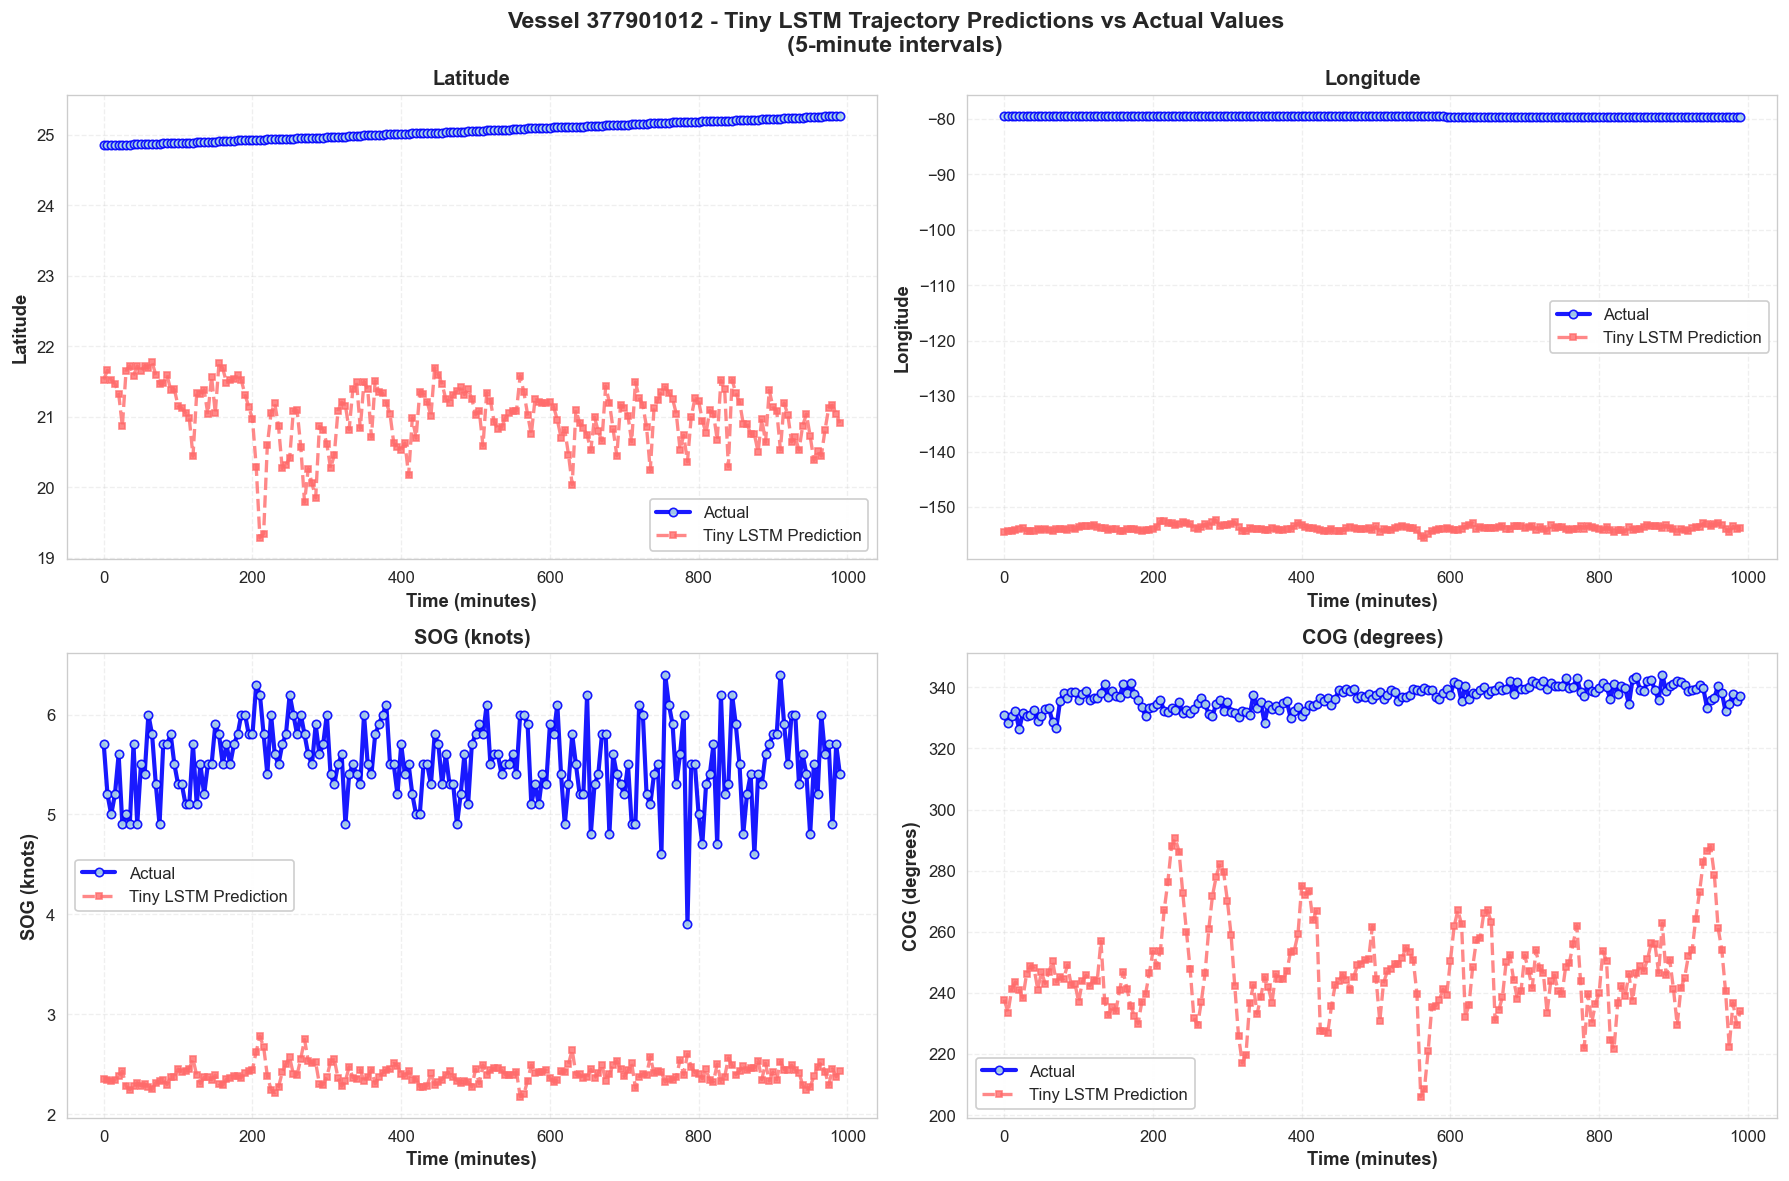 Vessel 377901012 - Tiny LSTM Trajectory Predictions vs Actual Values
(5-minute intervals)
Latitude
Latitude
25
24
23
22
21
20
19
0
200
400
600
800
1000
Time (minutes)
Actual
Tiny LSTM Prediction
Longitude
Longitude
−80
−90
−100
−110
−120
−130
−140
−150
0
200
400
600
800
1000
Time (minutes)
Actual
Tiny LSTM Prediction
SOG (knots)
SOG (knots)
6
5
4
3
2
0
200
400
600
800
1000
Time (minutes)
Actual
Tiny LSTM Prediction
COG (degrees)
COG (degrees)
340
320
300
280
260
240
220
200
0
200
400
600
800
1000
Time (minutes)
Actual
Tiny LSTM Prediction